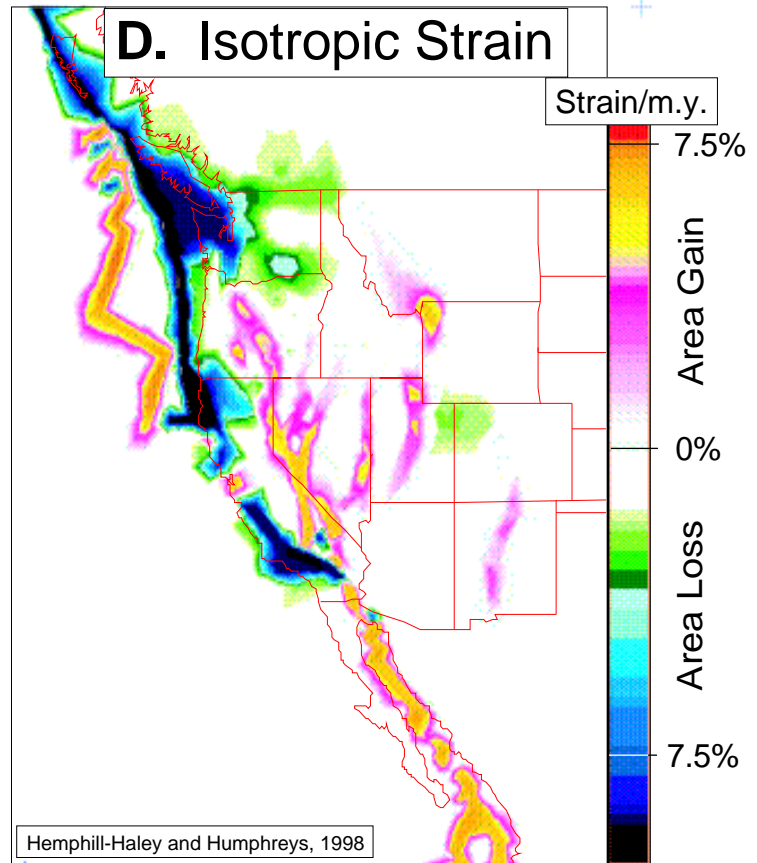 D. Isotropic Strain
Strain/m.y.
7.5%
Area Gain
0%
Area Loss
7.5%
Hemphill-Haley and Humphreys, 1998